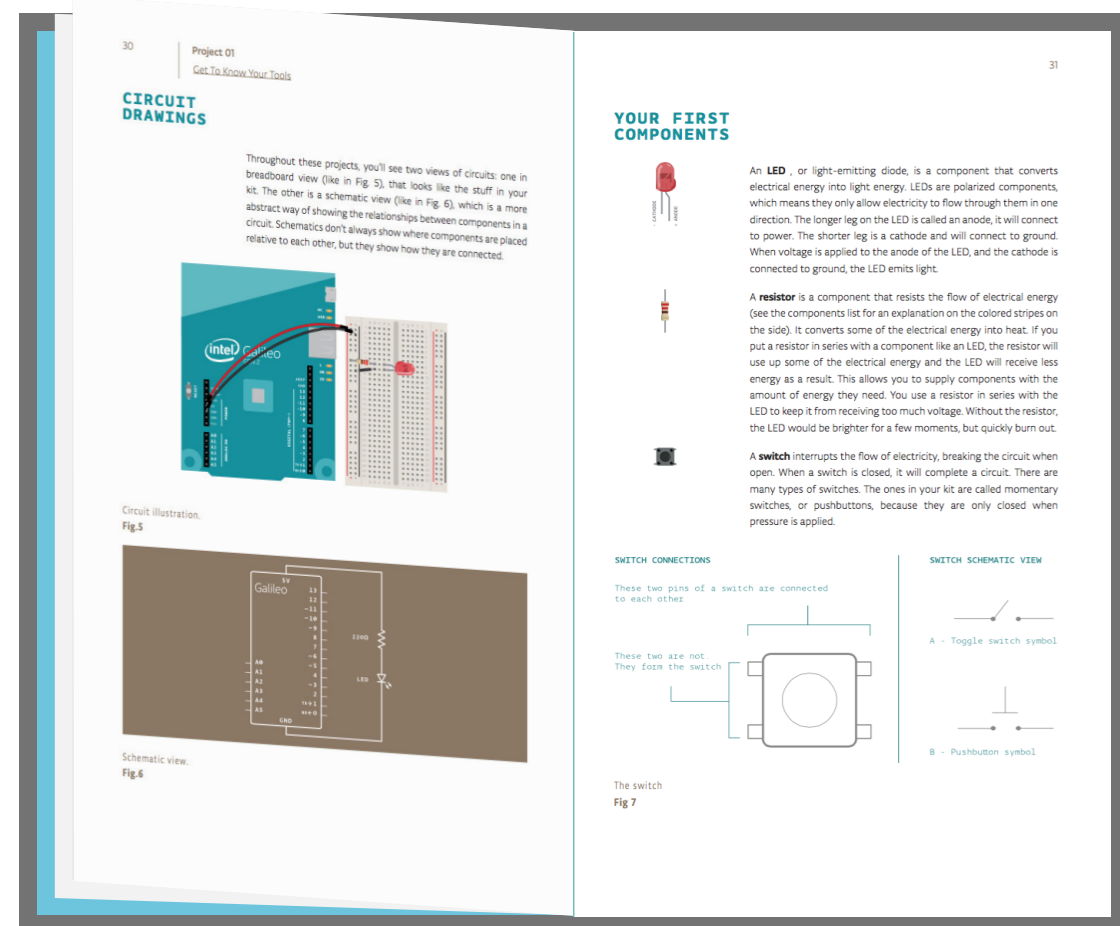 30
Project 01
Get To Know Your Tools
CIRCUIT
DRAWINGS
Throughout these projects, you'll see two views of circuits: one in
breadboard view (like in Fig. 5), that looks like the stuff in your
kit. The other is a schematic view (like in Fig. 6), which is a more
abstract way of showing the relationships between components in a
circuit. Schematics don't always show where components are placed
relative to each other, but they show how they are connected.
intel Galileo
Circuit illustration.
Fig.5
5V
Galileo
13
12
~11
~10
~9
8
7
~6
~5
4
~3
2
A0
A1
A2
A3
A4
A5
GND
220Ω
LED
Schematic view.
Fig.6
31
YOUR FIRST
COMPONENTS
- CATHODE
+ ANODE
An LED , or light-emitting diode, is a component that converts
electrical energy into light energy. LEDs are polarized components,
which means they only allow electricity to flow through them in one
direction. The longer leg on the LED is called an anode, it will connect
to power. The shorter leg is a cathode and will connect to ground.
When voltage is applied to the anode of the LED, and the cathode is
connected to ground, the LED emits light.
A resistor is a component that resists the flow of electrical energy
(see the components list for an explanation on the colored stripes on
the side). It converts some of the electrical energy into heat. If you
put a resistor in series with a component like an LED, the resistor will
use up some of the electrical energy and the LED will receive less
energy as a result. This allows you to supply components with the
amount of energy they need. You use a resistor in series with the
LED to keep it from receiving too much voltage. Without the resistor,
the LED would be brighter for a few moments, but quickly burn out.
A switch interrupts the flow of electricity, breaking the circuit when
open. When a switch is closed, it will complete a circuit. There are
many types of switches. The ones in your kit are called momentary
switches, or pushbuttons, because they are only closed when
pressure is applied.
SWITCH CONNECTIONS
These two pins of a switch are connected
to each other
These two are not.
They form the switch
SWITCH SCHEMATIC VIEW
A - Toggle switch symbol
B - Pushbutton symbol
The switch
Fig 7